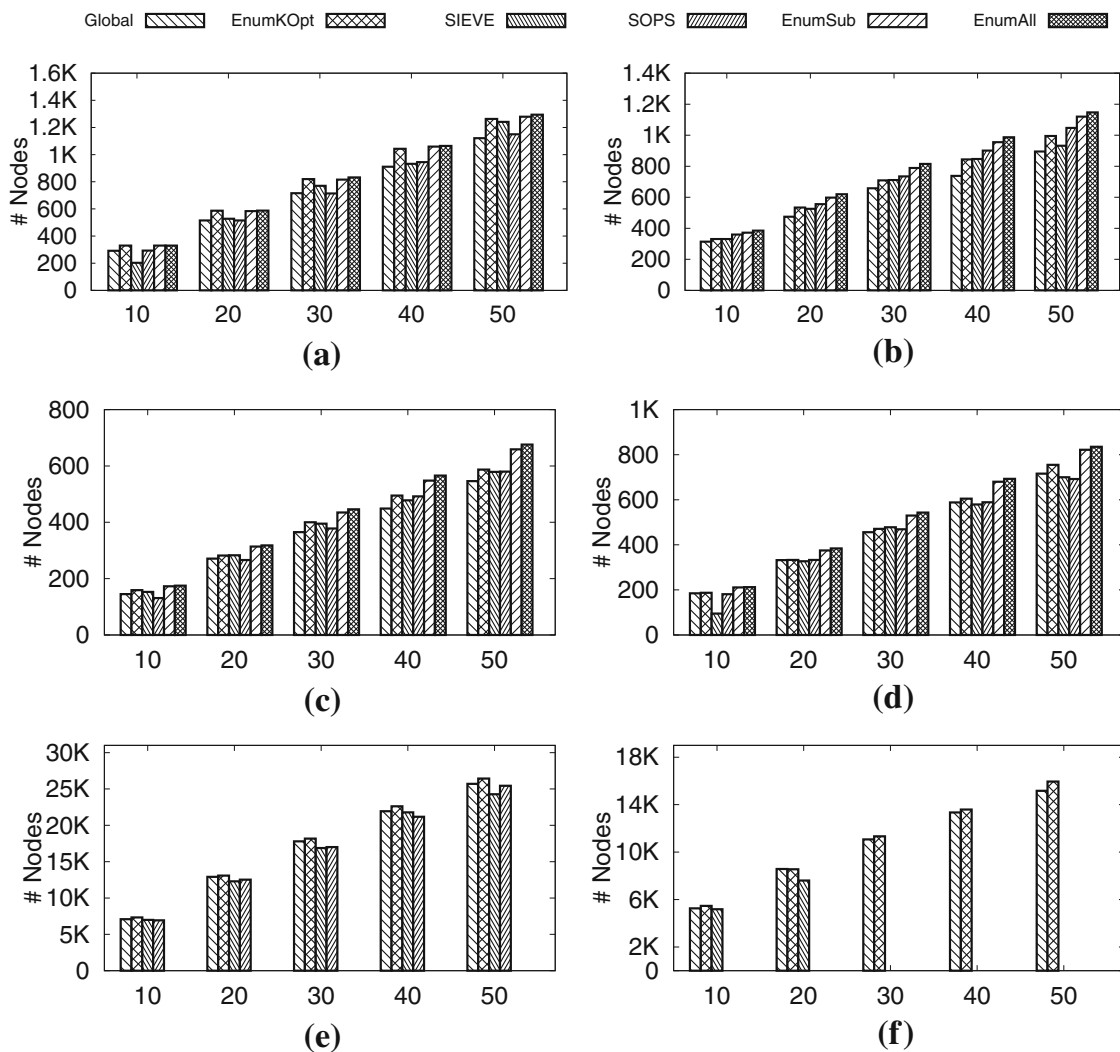 Global EnumKOpt SIEVE SOPS EnumSub EnumAll
1.6K
1.4K
1.2K
1K
800
600
400
200
0
# Nodes
10 20 30 40 50
(a)
1.4K
1.2K
1K
800
600
400
200
0
# Nodes
10 20 30 40 50
(b)
800
600
400
200
0
# Nodes
10 20 30 40 50
(c)
1K
800
600
400
200
0
# Nodes
10 20 30 40 50
(d)
30K
25K
20K
15K
10K
5K
0
# Nodes
10 20 30 40 50
(e)
18K
14K
10K
6K
2K
0
# Nodes
10 20 30 40 50
(f)